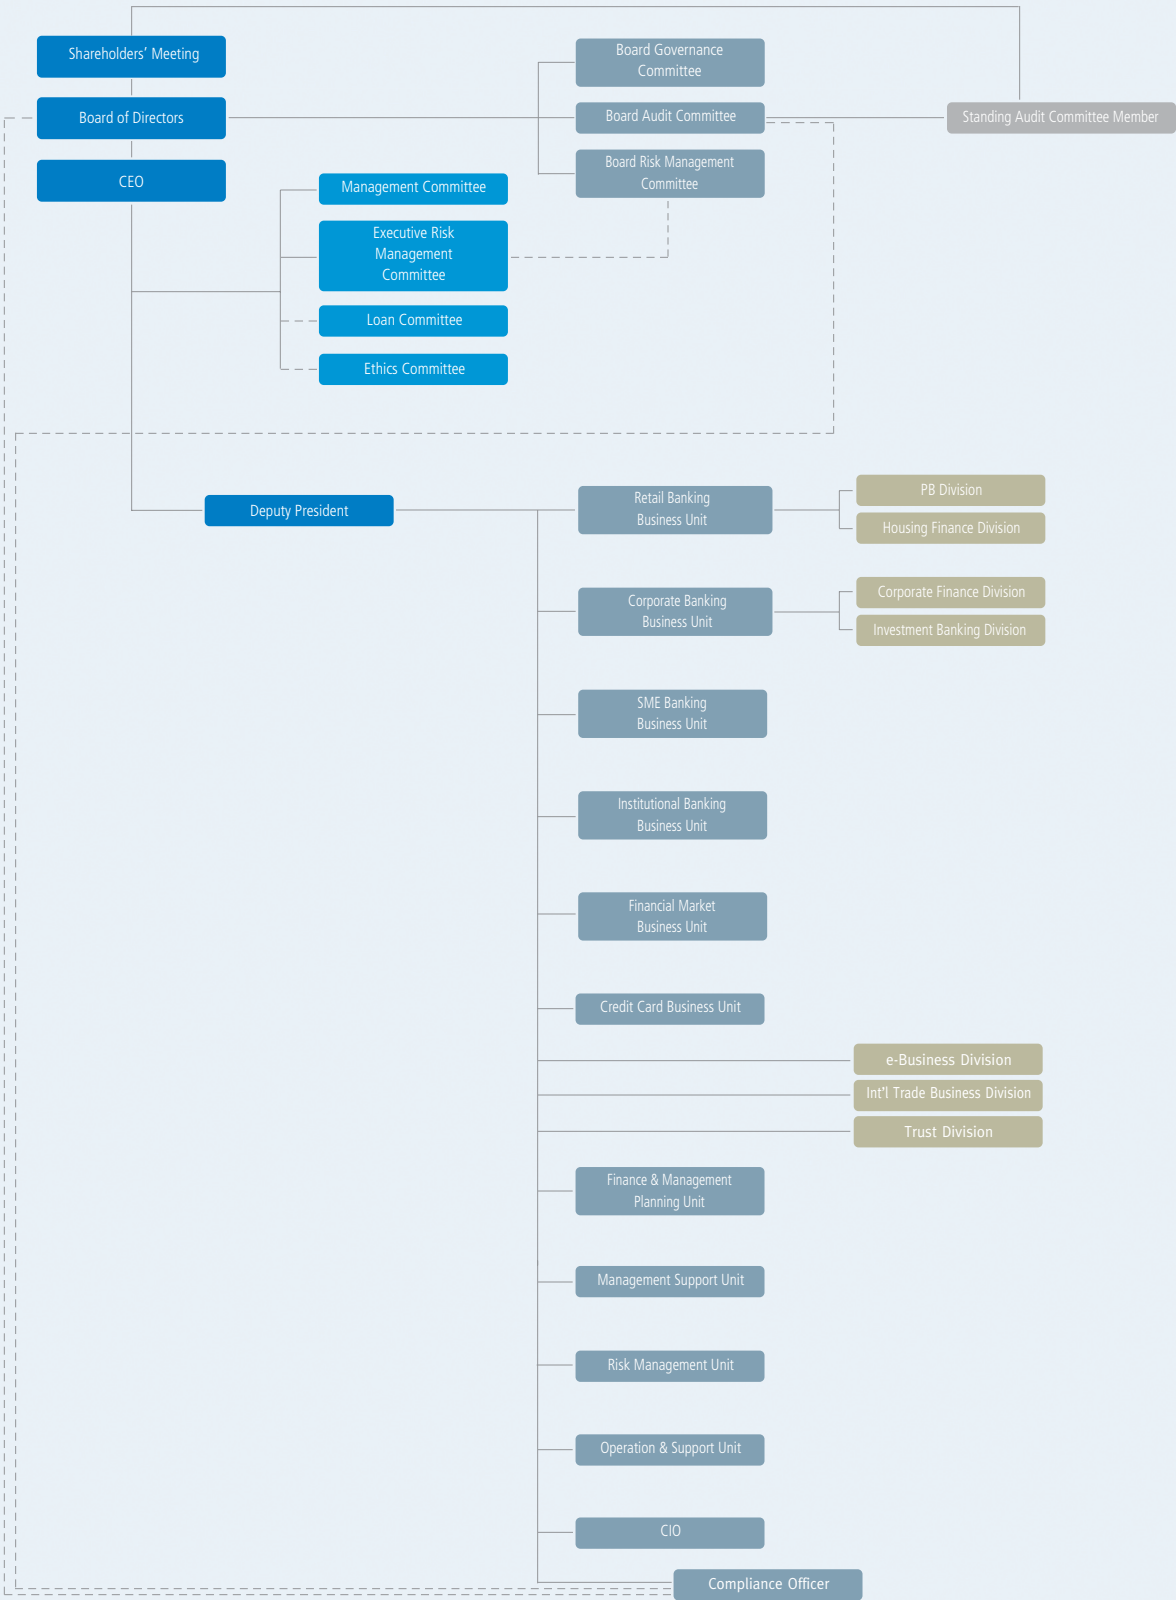 Shareholders’ Meeting
Board of Directors
CEO
Board Governance
Committee
Board Audit Committee
Board Risk Management
Committee
Standing Audit Committee Member
Management Committee
Executive Risk
Management
Committee
Loan Committee
Ethics Committee
Deputy President
Retail Banking
Business Unit
PB Division
Housing Finance Division
Corporate Banking
Business Unit
Corporate Finance Division
Investment Banking Division
SME Banking
Business Unit
Institutional Banking
Business Unit
Financial Market
Business Unit
Credit Card Business Unit
e-Business Division
Int’l Trade Business Division
Trust Division
Finance & Management
Planning Unit
Management Support Unit
Risk Management Unit
Operation & Support Unit
CIO
Compliance Officer